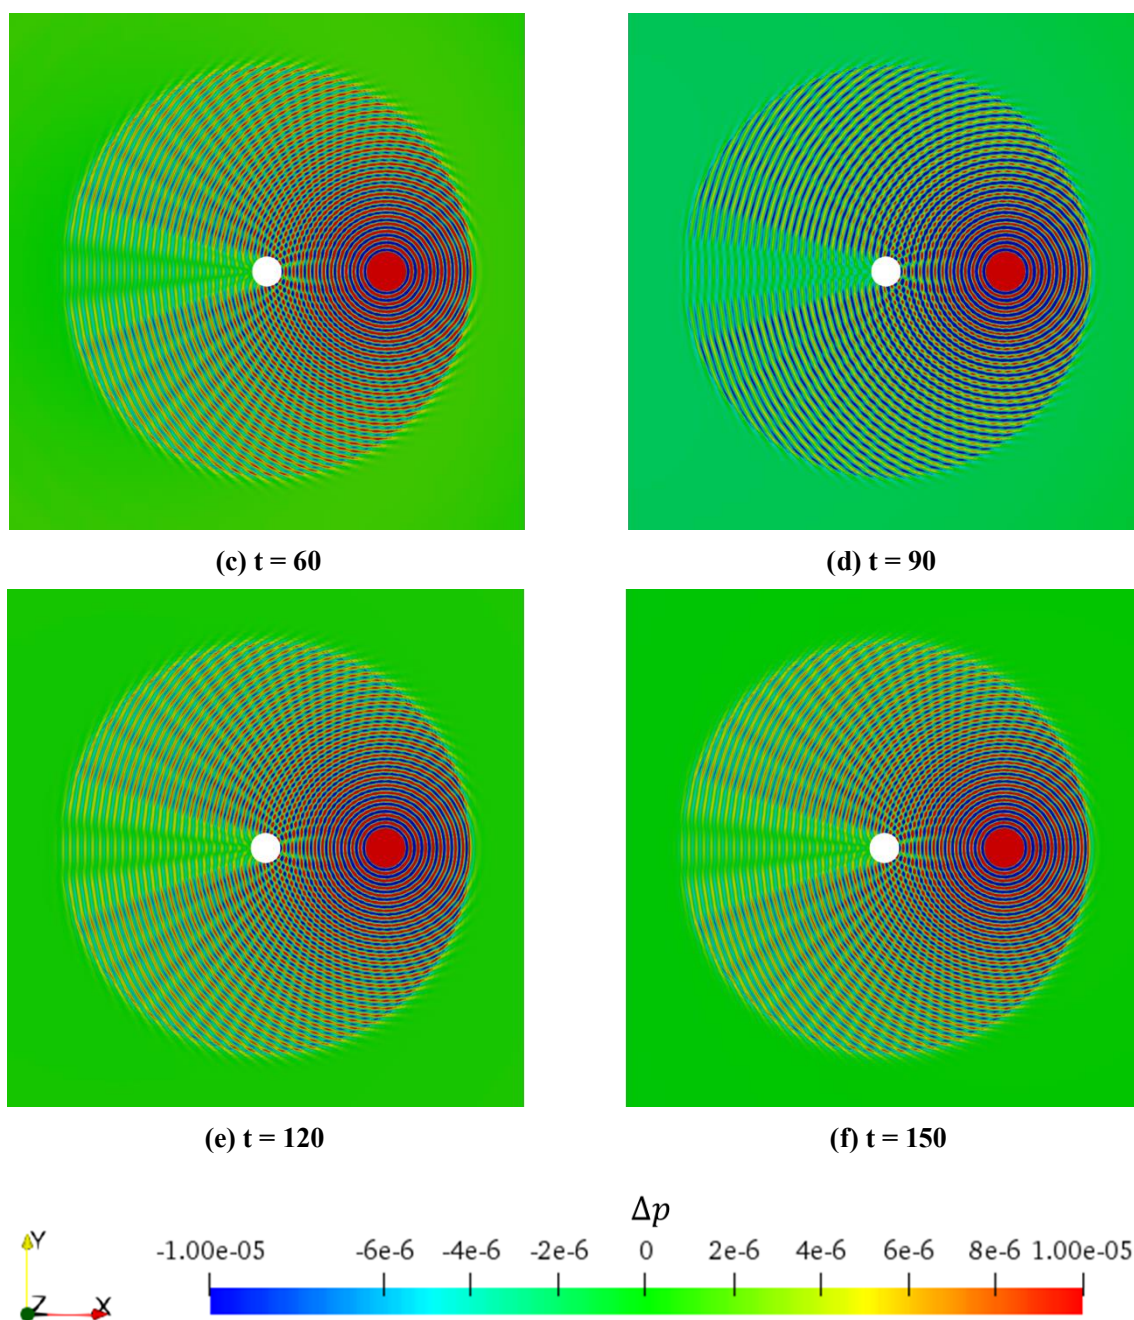 (c) t = 60
(d) t = 90
(e) t = 120
(f) t = 150
Δp
-1.00e-05 -6e-6 -4e-6 -2e-6 0 2e-6 4e-6 6e-6 8e-6 1.00e-05
Y
Z X